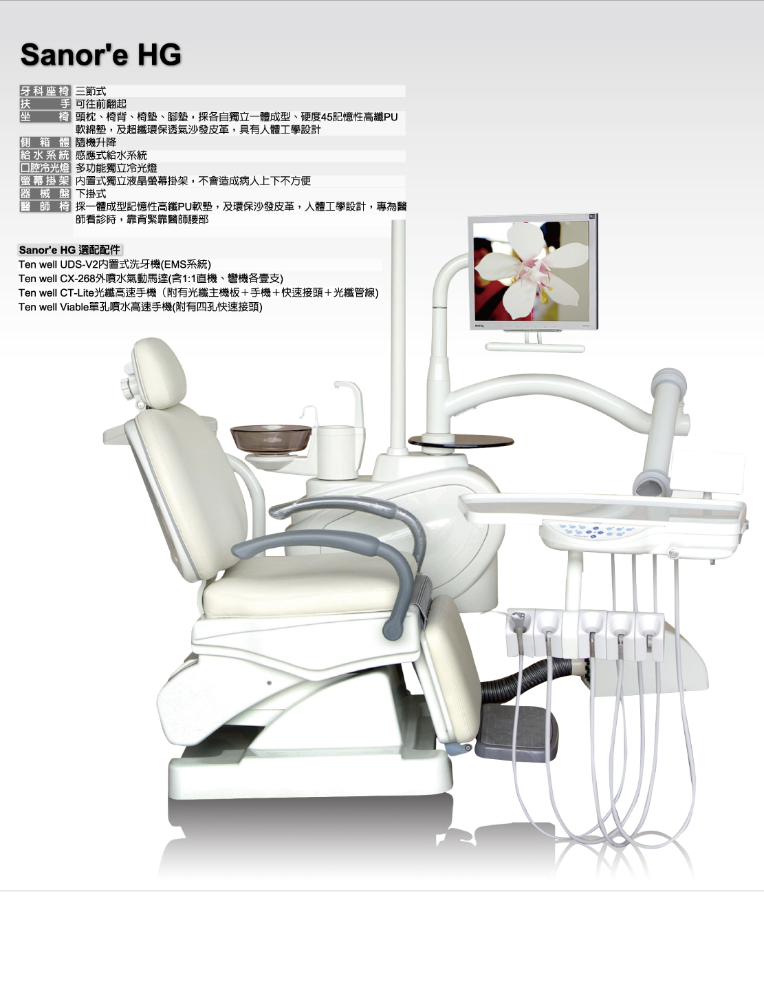 Sanor'e HG
牙科座椅 三節式
扶手 可往前翻起
坐椅 頭枕、椅背、椅墊、腳墊，採各自獨立一體成型、硬度45記憶性高纖PU
軟綿墊，及超纖環保透氣沙發皮革，具有人體工學設計
側箱體 隨機升降
給水系統 感應式給水系統
口腔冷光燈 多功能獨立冷光燈
螢幕掛架 內置式獨立液晶螢幕掛架，不會造成病人上下不方便
器械盤 下掛式
醫師椅 採一體成型記憶性高纖PU軟墊，及環保沙發皮革，人體工學設計，專為醫
師看診時，靠背緊靠醫師腰部
Sanor’e HG 選配配件
Ten well UDS-V2內置式洗牙機(EMS系統)
Ten well CX-268外噴水氣動馬達(含1:1直機、彎機各壹支)
Ten well CT-Lite光纖高速手機（附有光纖主機板＋手機＋快速接頭＋光纖管線)
Ten well Viable單孔噴水高速手機(附有四孔快速接頭)
BenQ